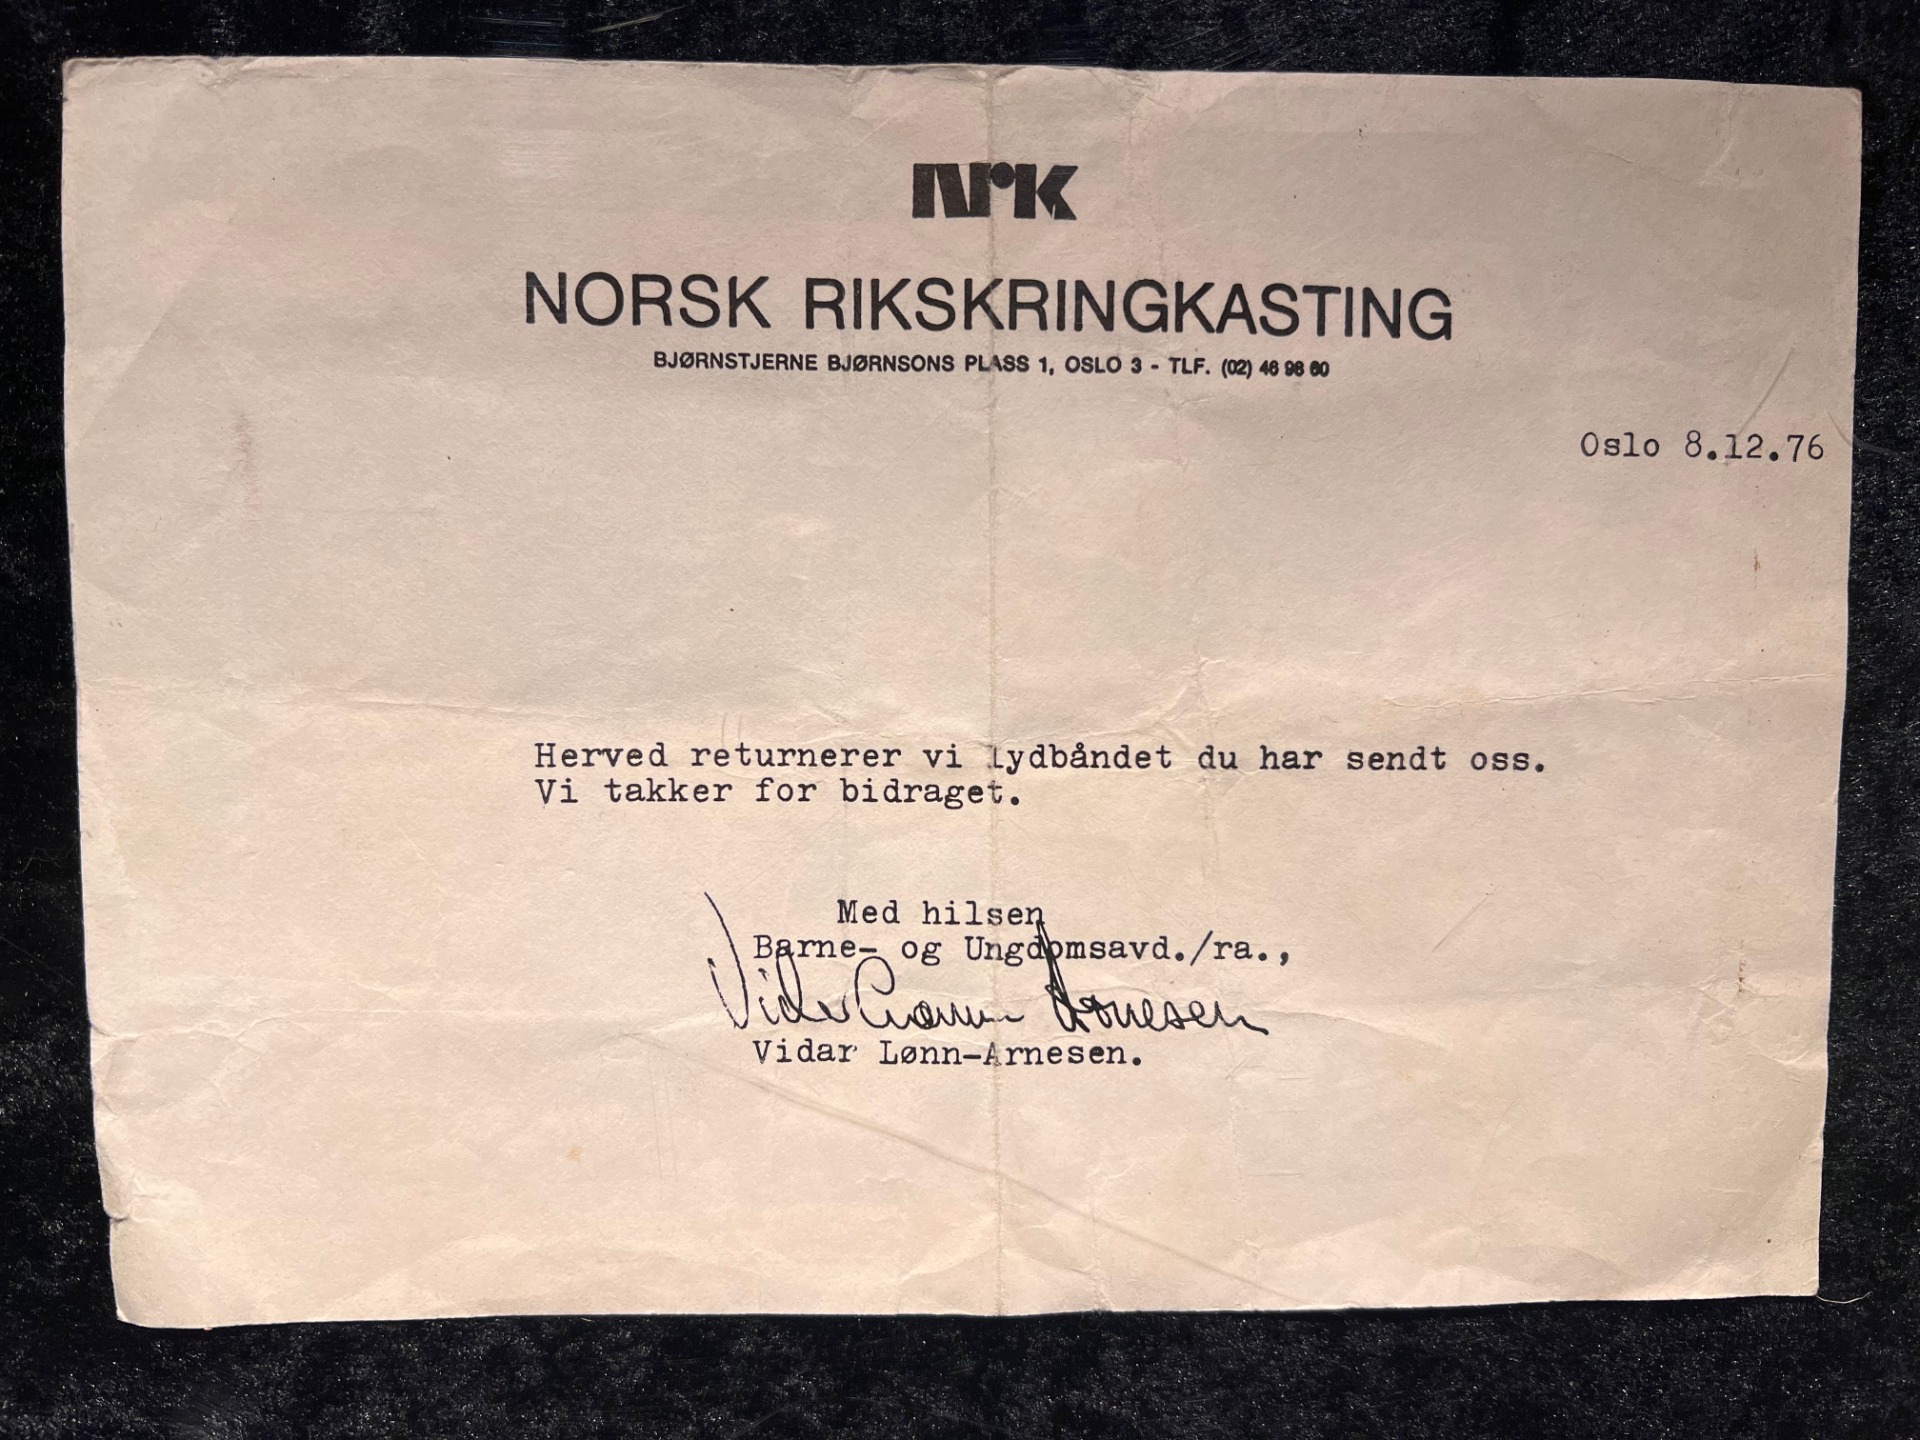 NRK
NORSK RIKSKRINGKASTING
BJØRNSTJERNE BJØRNSONS PLASS 1, OSLO 3 - TLF. (02) 46 98 60
Oslo 8.12.76
Herved returnerer vi lydbåndet du har sendt oss.
Vi takker for bidraget.
Med hilsen
Barne- og Ungdomsavd./ra.,
Vidar Lønn-Arnesen
Vidar Lønn-Arnesen.